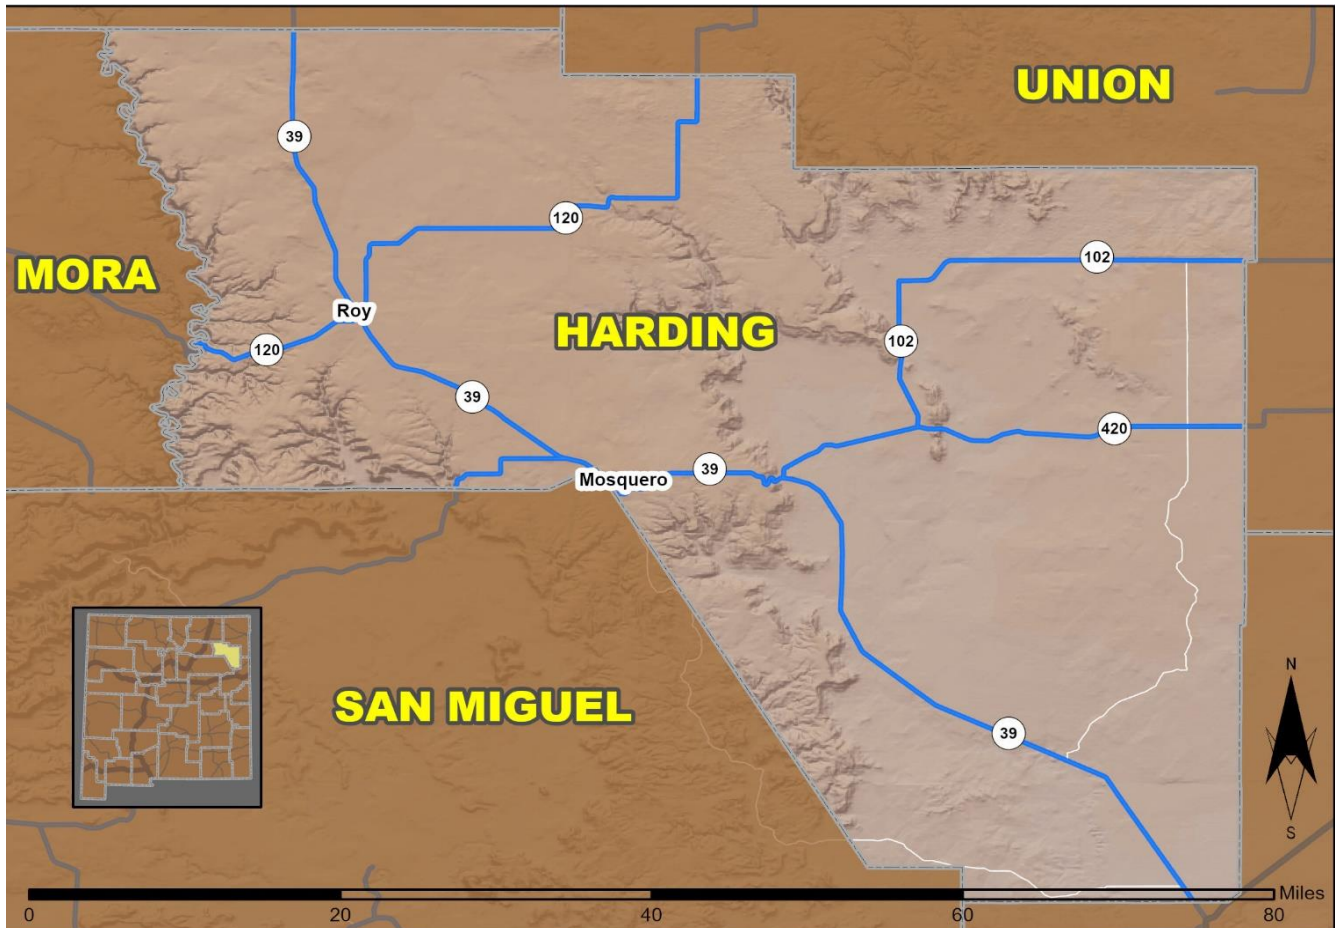 UNION
39
120
102
MORA
Roy
HARDING
102
120
39
420
39
Mosquero
N
SAN MIGUEL
39
S
Miles
0 20 40 60 80